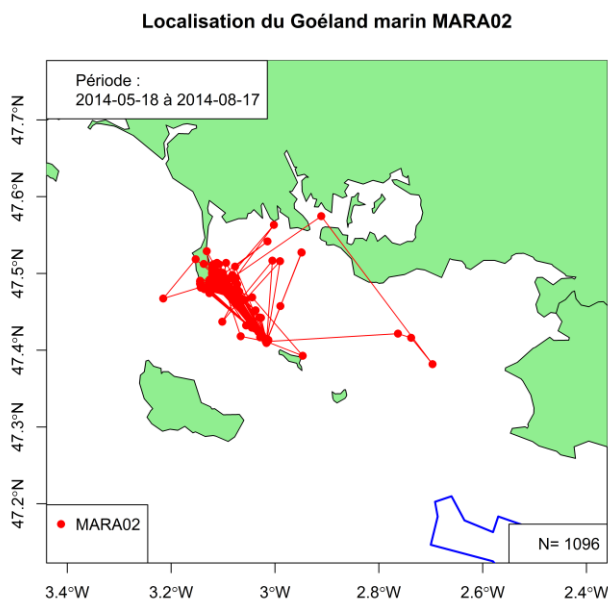 Localisation du Goéland marin MARA02
Période :
2014-05-18 à 2014-08-17
47.7°N
47.6°N
47.5°N
47.4°N
47.3°N
47.2°N
MARA02
N= 1096
3.4°W
3.2°W
3°W
2.8°W
2.6°W
2.4°W